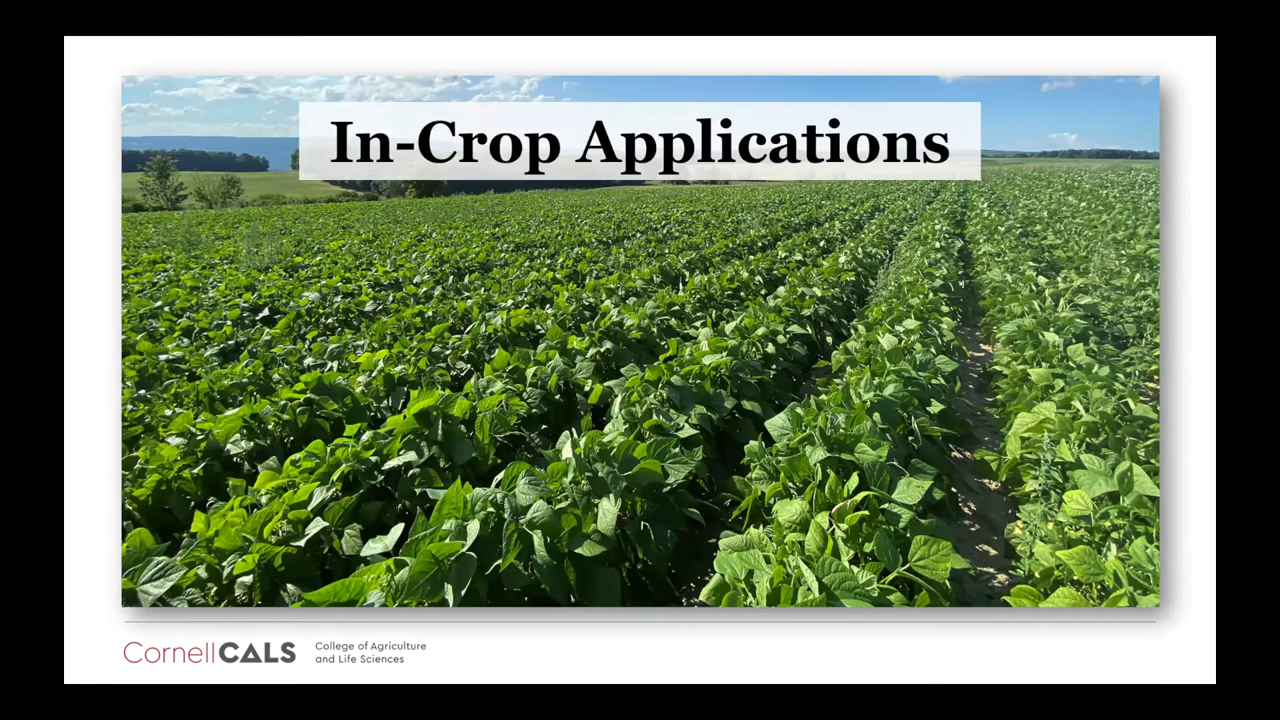 In-Crop Applications
CornellCALS
College of Agriculture
and Life Sciences